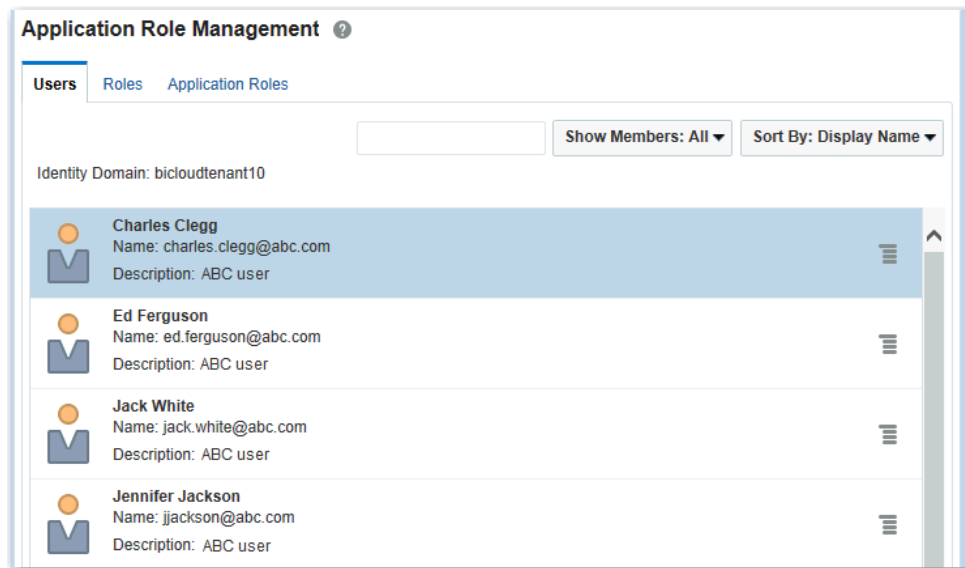 Application Role Management ?
Users Roles Application Roles
Show Members: All Sort By: Display Name
Identity Domain: bicloudtenant10
Charles Clegg
Name: charles.clegg@abc.com
Description: ABC user
Ed Ferguson
Name: ed.ferguson@abc.com
Description: ABC user
Jack White
Name: jack.white@abc.com
Description: ABC user
Jennifer Jackson
Name: jjackson@abc.com
Description: ABC user